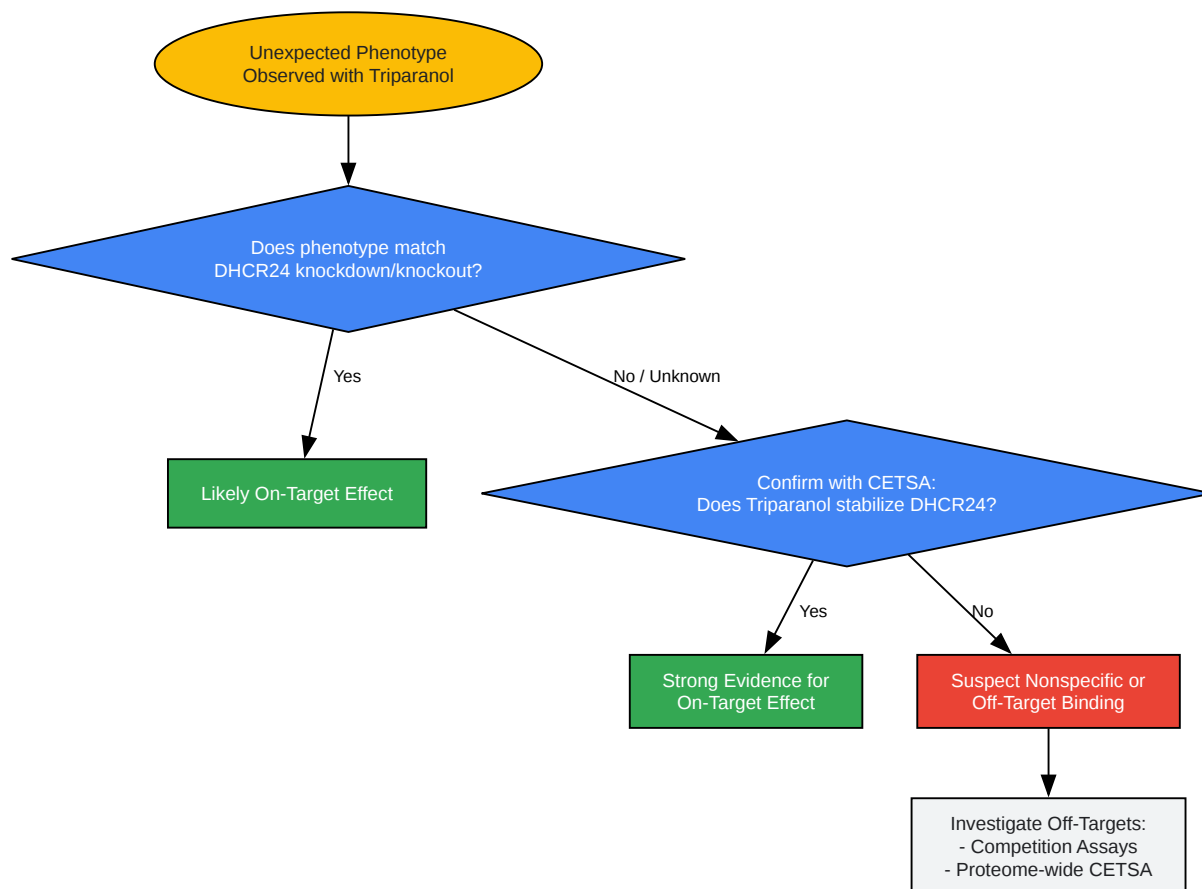 Unexpected Phenotype
Observed with Triparanol
Does phenotype match
DHCR24 knockdown/knockout?
Yes
No / Unknown
Likely On-Target Effect
Confirm with CETSA:
Does Triparanol stabilize DHCR24?
Yes
No
Strong Evidence for
On-Target Effect
Suspect Nonspecific or
Off-Target Binding
Investigate Off-Targets:
- Competition Assays
- Proteome-wide CETSA